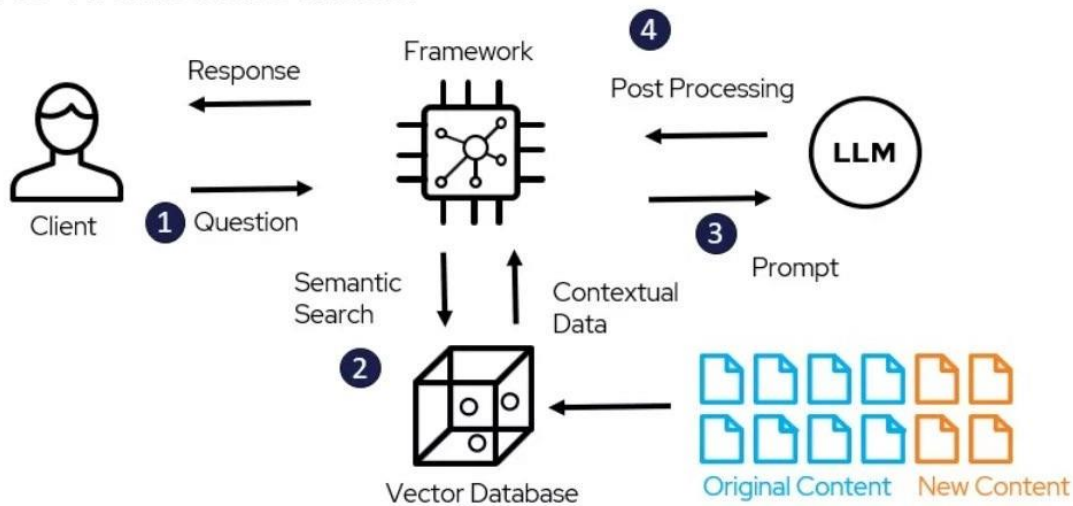 Framework
4
Response
Post Processing
LLM
Client
1 Question
3
Prompt
Semantic
Search
Contextual
Data
2
Vector Database
Original Content
New Content